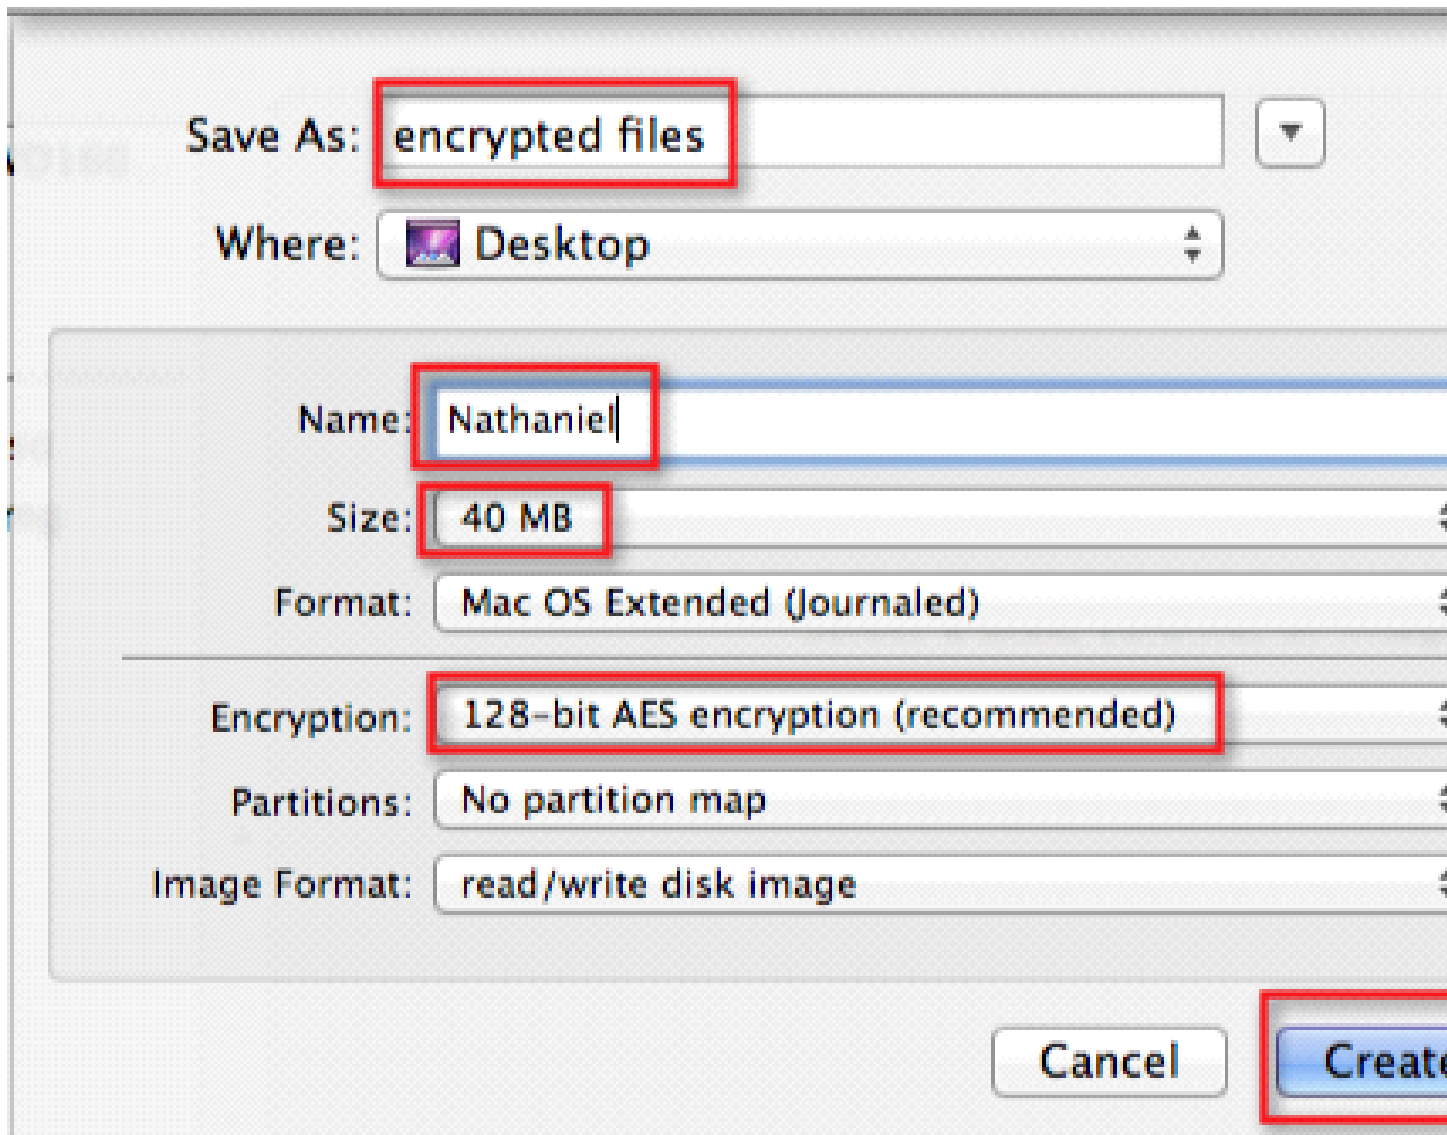 Save As: encrypted files
Where: Desktop
Name: Nathaniel
Size: 40 MB
Format: Mac OS Extended (Journaled)
Encryption: 128-bit AES encryption (recommended)
Partitions: No partition map
Image Format: read/write disk image
Cancel Create